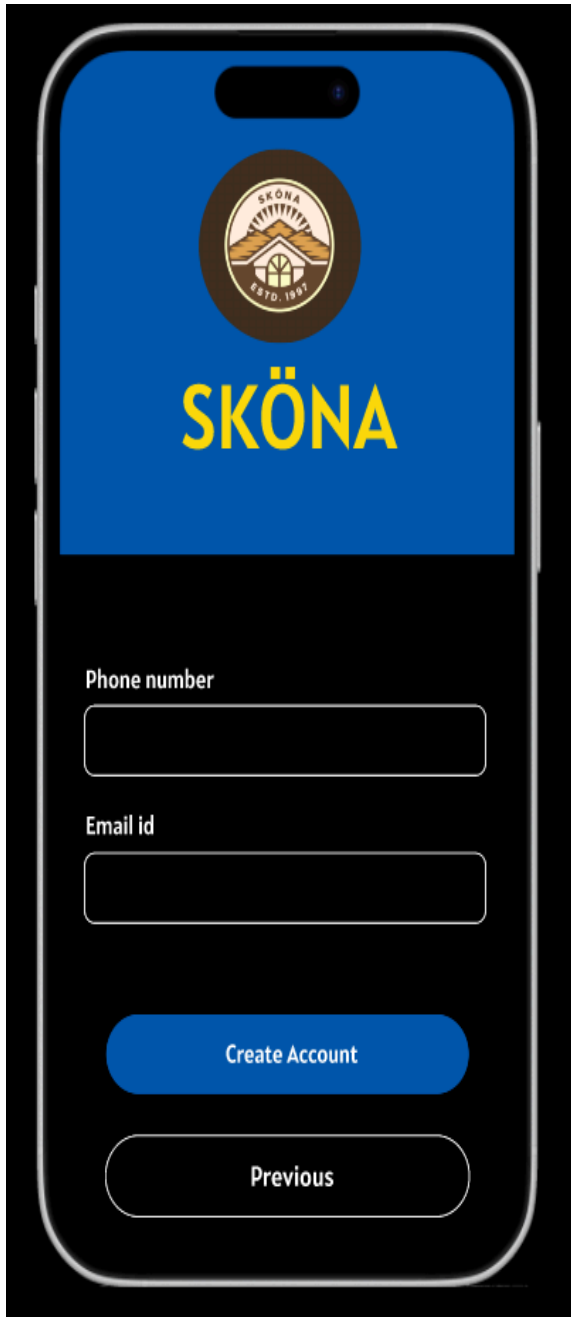 SKÖNA
ESTD. 1997
SKÖNA
Phone number
Email id
Create Account
Previous